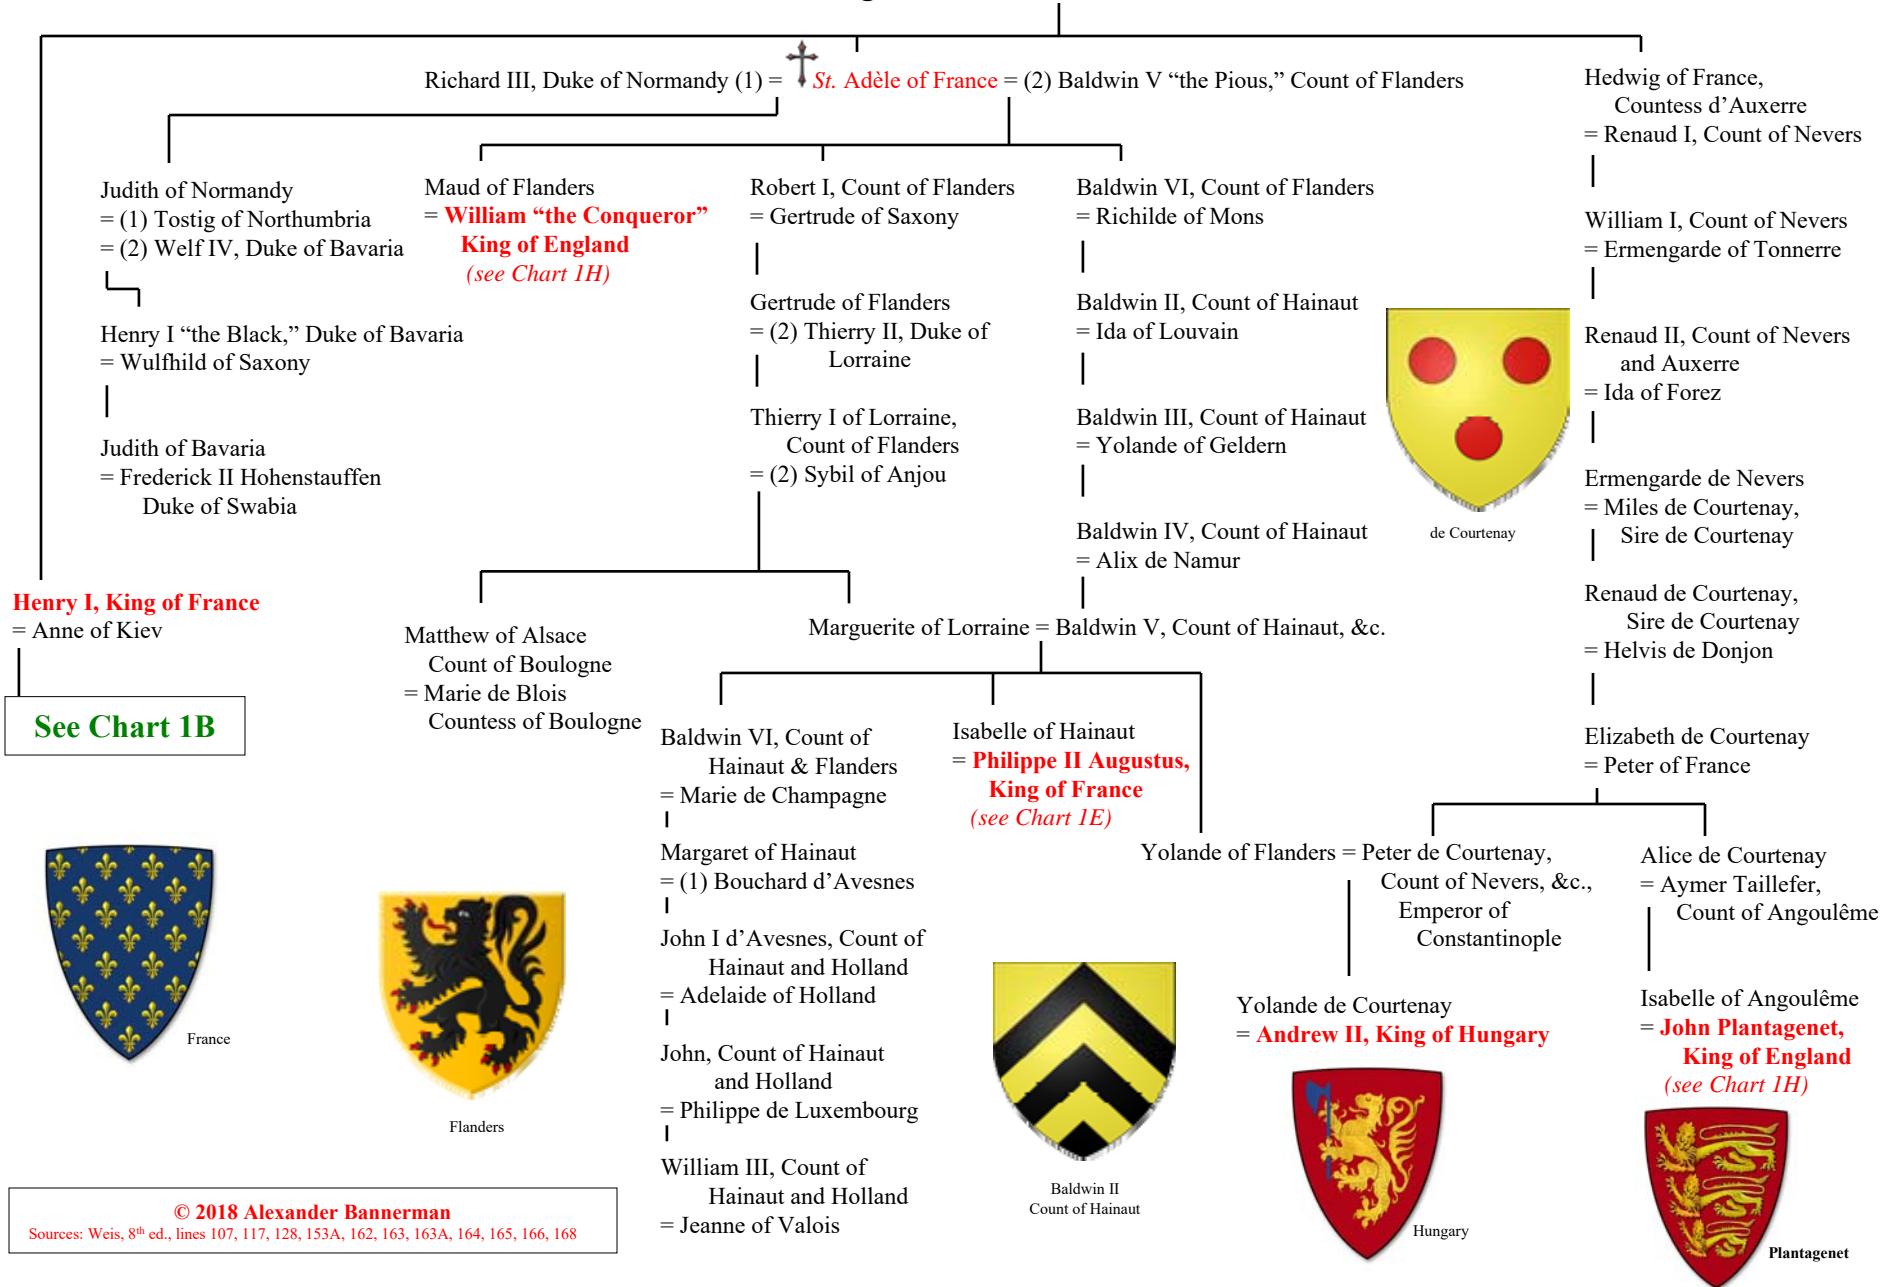 Richard III, Duke of Normandy (1) = St. Adèle of France = (2) Baldwin V “the Pious,” Count of Flanders
Hedwig of France,
Countess d’Auxerre
= Renaud I, Count of Nevers
Judith of Normandy
= (1) Tostig of Northumbria
= (2) Welf IV, Duke of Bavaria
Maud of Flanders
= William “the Conqueror”
King of England
(see Chart 1H)
Robert I, Count of Flanders
= Gertrude of Saxony
Baldwin VI, Count of Flanders
= Richilde of Mons
William I, Count of Nevers
= Ermengarde of Tonnerre
Henry I “the Black,” Duke of Bavaria
= Wulfhild of Saxony
Gertrude of Flanders
= (2) Thierry II, Duke of
Lorraine
Baldwin II, Count of Hainaut
= Ida of Louvain
Renaud II, Count of Nevers
and Auxerre
= Ida of Forez
Judith of Bavaria
= Frederick II Hohenstauffen
Duke of Swabia
Thierry I of Lorraine,
Count of Flanders
= (2) Sybil of Anjou
Baldwin III, Count of Hainaut
= Yolande of Geldern
de Courtenay
Ermengarde de Nevers
= Miles de Courtenay,
Sire de Courtenay
Baldwin IV, Count of Hainaut
= Alix de Namur
Henry I, King of France
= Anne of Kiev
See Chart 1B
Matthew of Alsace
Count of Boulogne
= Marie de Blois
Countess of Boulogne
Marguerite of Lorraine = Baldwin V, Count of Hainaut, &c.
Renaud de Courtenay,
Sire de Courtenay
= Helvis de Donjon
Baldwin VI, Count of
Hainaut & Flanders
= Marie de Champagne
Isabelle of Hainaut
= Philippe II Augustus,
King of France
(see Chart 1E)
Elizabeth de Courtenay
= Peter of France
Margaret of Hainaut
= (1) Bouchard d’Avesnes
Yolande of Flanders = Peter de Courtenay,
Count of Nevers, &c.,
Emperor of
Constantinople
Alice de Courtenay
= Aymer Taillefer,
Count of Angoulême
John I d’Avesnes, Count of
Hainaut and Holland
= Adelaide of Holland
Yolande de Courtenay
= Andrew II, King of Hungary
Isabelle of Angoulême
= John Plantagenet,
King of England
(see Chart 1H)
France
Flanders
John, Count of Hainaut
and Holland
= Philippe de Luxembourg
William III, Count of
Hainaut and Holland
= Jeanne of Valois
Baldwin II
Count of Hainaut
Hungary
Plantagenet
© 2018 Alexander Bannerman
Sources: Weis, 8th ed., lines 107, 117, 128, 153A, 162, 163, 163A, 164, 165, 166, 168